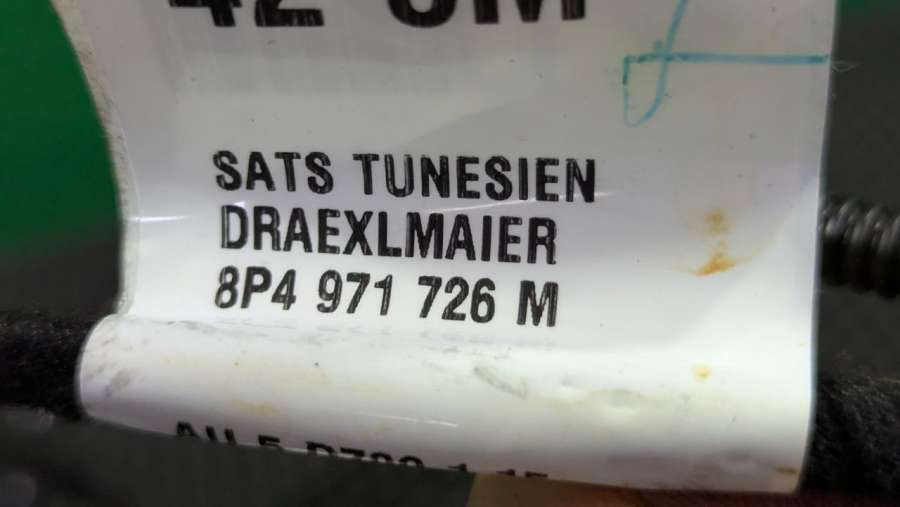 SATS TUNESIEN
DRAEXLMAIER
8P4 971 726 M